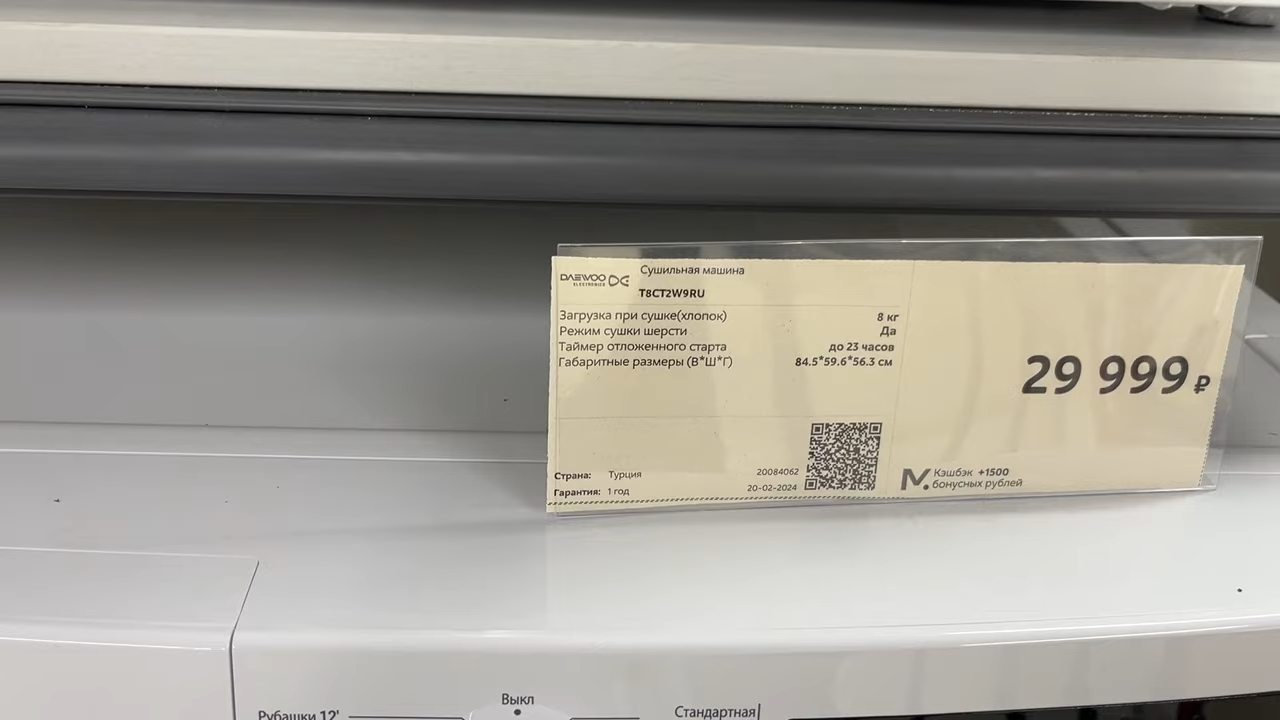 DAEWOO
ELECTRONICS
Сушильная машина
T8CT2W9RU
Загрузка при сушке(хлопок) 8 кг
Режим сушки шерсти Да
Таймер отложенного старта до 23 часов
Габаритные размеры (В*Ш*Г) 84.5*59.6*56.3 см
29 999 ₽
Страна: Турция 20084062
Гарантия: 1 год 20-02-2024
М. Кэшбэк +1500
бонусных рублей
Выкл
Рубашки 12'
Стандартная